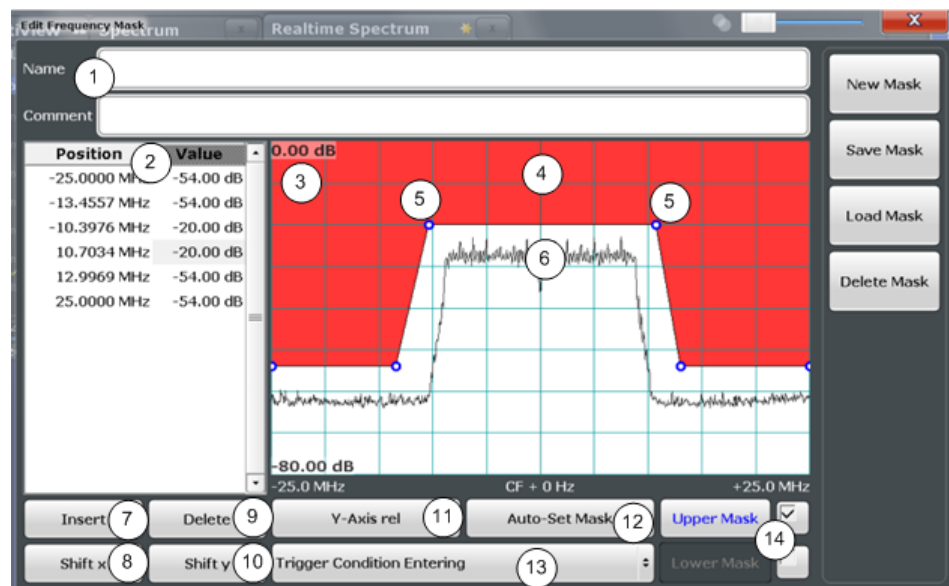 Edit Frequency Mask
Spectrum x
Realtime Spectrum x
X
Name
1
Comment
New Mask
Save Mask
Load Mask
Delete Mask
Position 2 Value
-25.0000 MHz -54.00 dB
-13.4557 MHz -54.00 dB
-10.3976 MHz -20.00 dB
10.7034 MHz -20.00 dB
12.9969 MHz -54.00 dB
25.0000 MHz -54.00 dB
0.00 dB
3
4
5
5
6
-80.00 dB
-25.0 MHz CF + 0 Hz +25.0 MHz
Insert 7 Delete 9 Y-Axis rel 11 Auto-Set Mask 12 Upper Mask
14
Shift x 8 Shift y 10 Trigger Condition Entering 13 Lower Mask